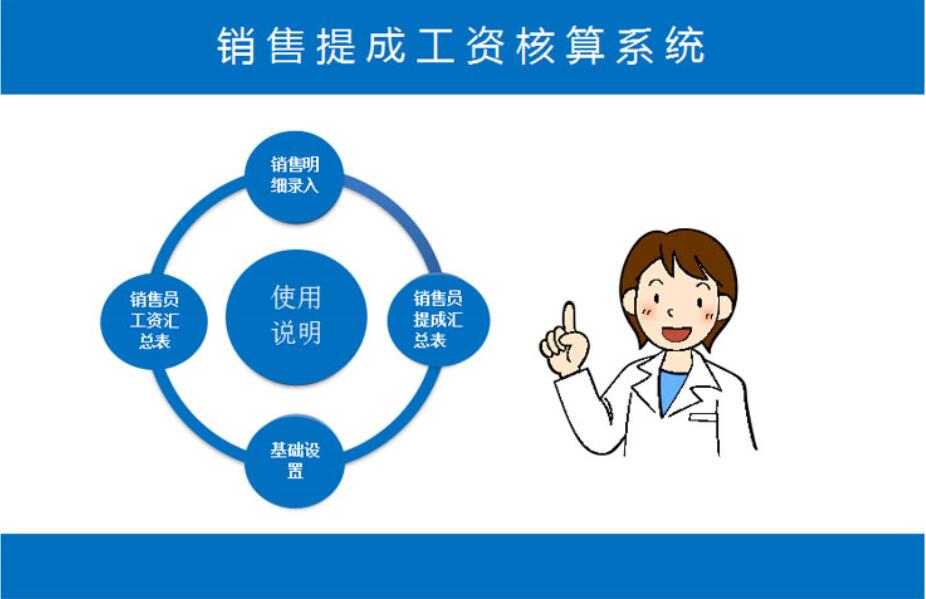 销售提成工资核算系统
销售明
细录入
销售员
工资汇
总表
使用
说明
销售员
提成汇
总表
基础设
置